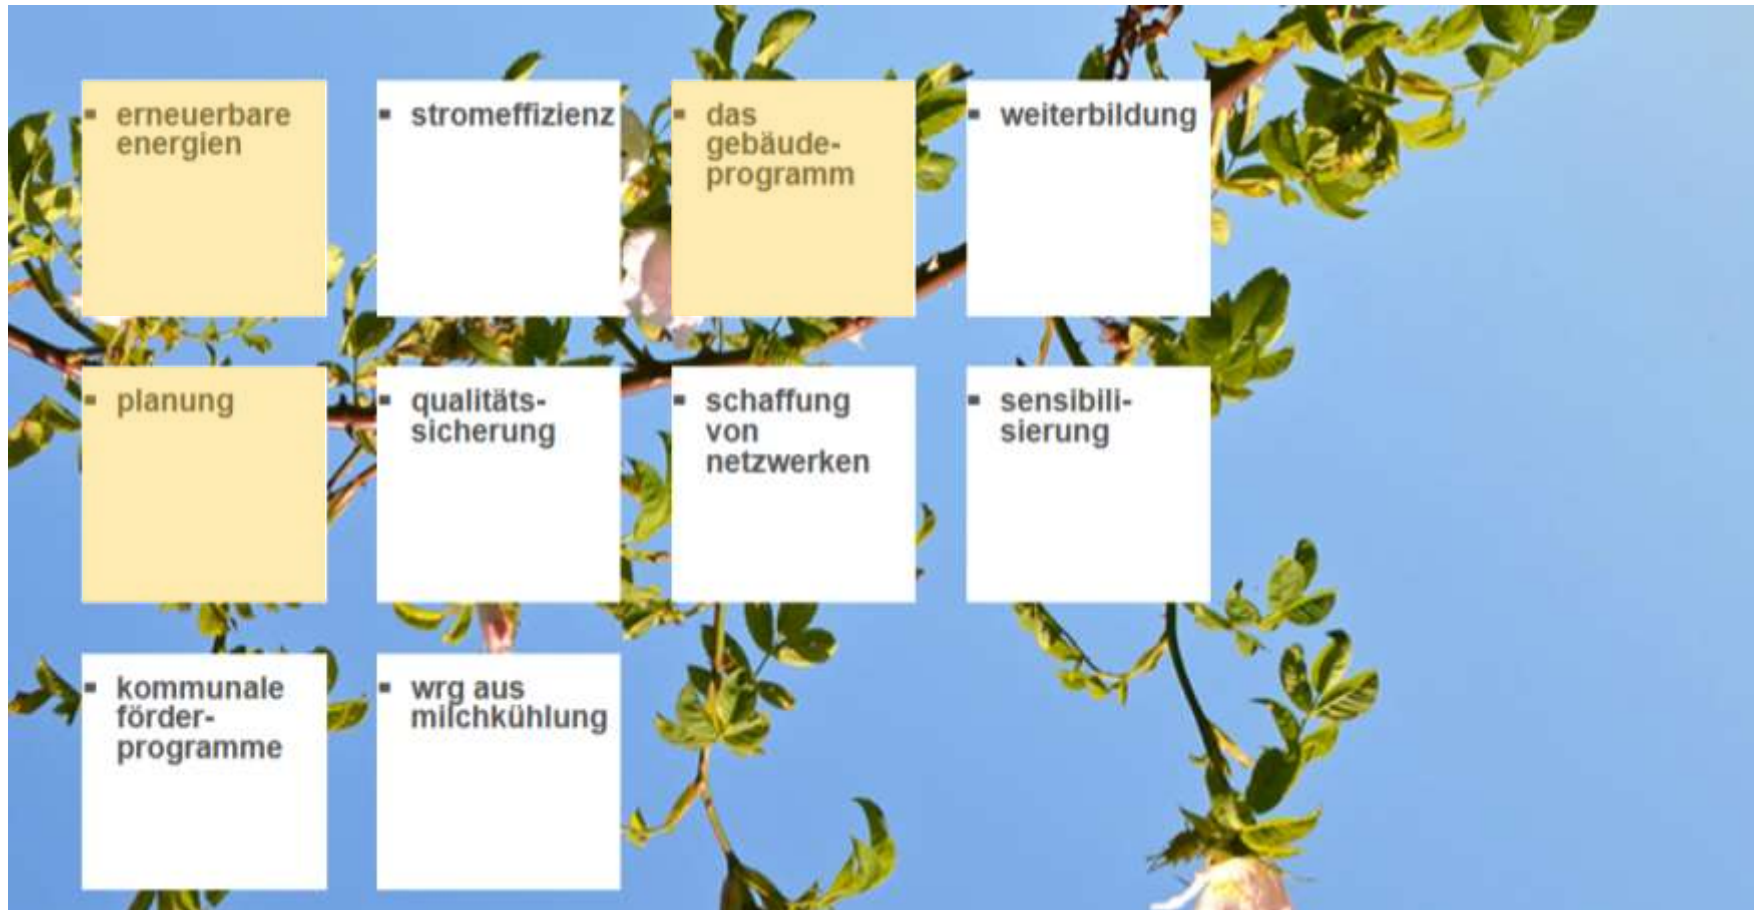 ▪ erneuerbare
energien
▪ stromeffizienz
▪ das
gebäude-
programm
▪ weiterbildung
▪ planung
▪ qualitäts-
sicherung
▪ schaffung
von
netzwerken
▪ sensibili-
sierung
▪ kommunale
förder-
programme
▪ wrg aus
milchkühlung